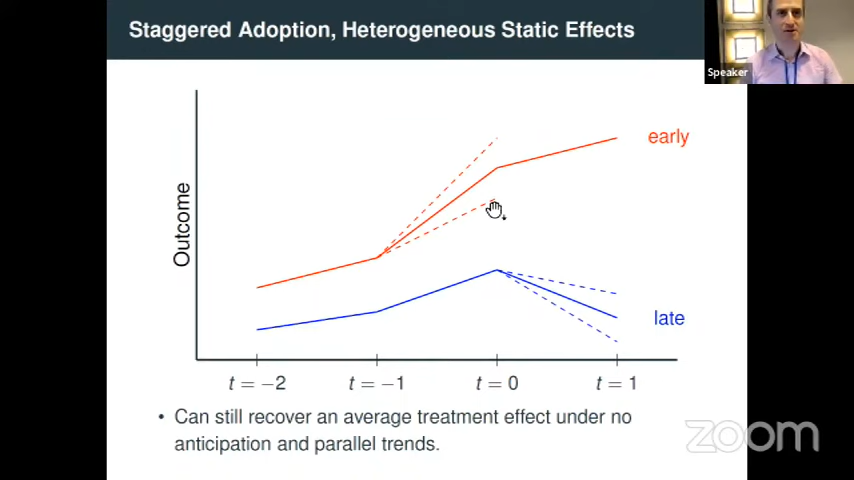 Staggered Adoption, Heterogeneous Static Effects
Speaker
early
Outcome
late
t = −2
t = −1
t = 0
t = 1
• Can still recover an average treatment effect under no
anticipation and parallel trends.
zoom